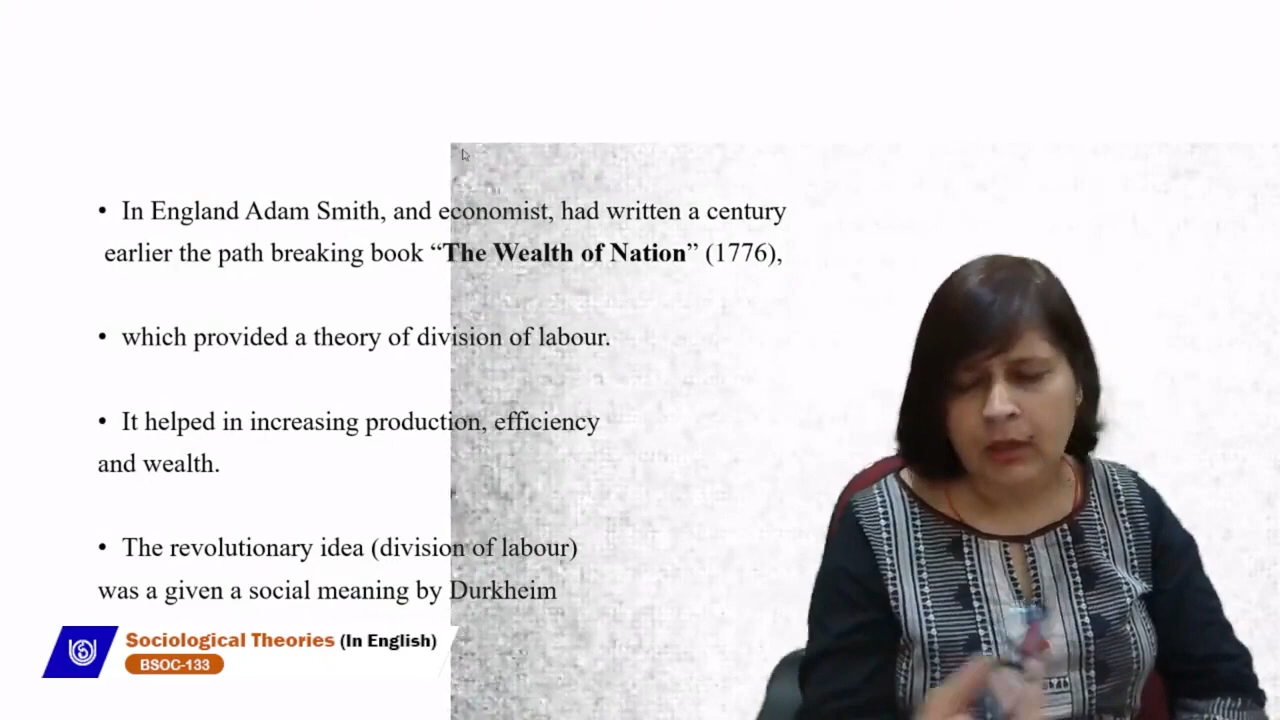 • In England Adam Smith, and economist, had written a century
earlier the path breaking book “The Wealth of Nation” (1776),
• which provided a theory of division of labour.
• It helped in increasing production, efficiency
and wealth.
• The revolutionary idea (division of labour)
was a given a social meaning by Durkheim
Sociological Theories (In English)
BSOC-133